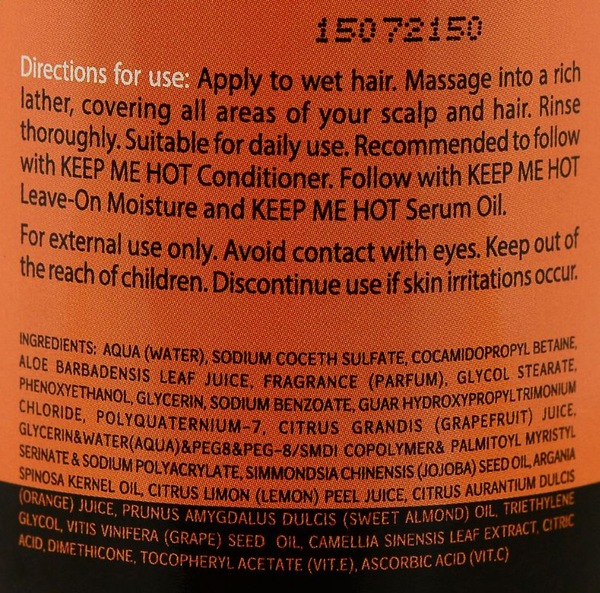 15072150
Directions for use: Apply to wet hair. Massage into a rich
lather, covering all areas of your scalp and hair. Rinse
thoroughly. Suitable for daily use. Recommended to follow
with KEEP ME HOT Conditioner. Follow with KEEP ME HOT
Leave-On Moisture and KEEP ME HOT Serum Oil.
For external use only. Avoid contact with eyes. Keep out of
the reach of children. Discontinue use if skin irritations occur.
INGREDIENTS: AQUA (WATER), SODIUM COCETH SULFATE, COCAMIDOPROPYL BETAINE,
ALOE BARBADENSIS LEAF JUICE, FRAGRANCE (PARFUM), GLYCOL STEARATE,
PHENOXYETHANOL, GLYCERIN, SODIUM BENZOATE, GUAR HYDROXYPROPYLTRIMONIUM
CHLORIDE, POLYQUATERNIUM-7, CITRUS GRANDIS (GRAPEFRUIT) JUICE,
GLYCERIN&WATER(AQUA)&PEG8&PEG-8/SMDI COPOLYMER& PALMITOYL MYRISTYL
SERINATE & SODIUM POLYACRYLATE, SIMMONDSIA CHINENSIS (JOJOBA) SEED OIL, ARGANIA
SPINOSA KERNEL OIL, CITRUS LIMON (LEMON) PEEL JUICE, CITRUS AURANTIUM DULCIS
(ORANGE) JUICE, PRUNUS AMYGDALUS DULCIS (SWEET ALMOND) OIL, TRIETHYLENE
GLYCOL, VITIS VINIFERA (GRAPE) SEED OIL, CAMELLIA SINENSIS LEAF EXTRACT, CITRIC
ACID, DIMETHICONE, TOCOPHERYL ACETATE (VIT.E), ASCORBIC ACID (VIT.C)